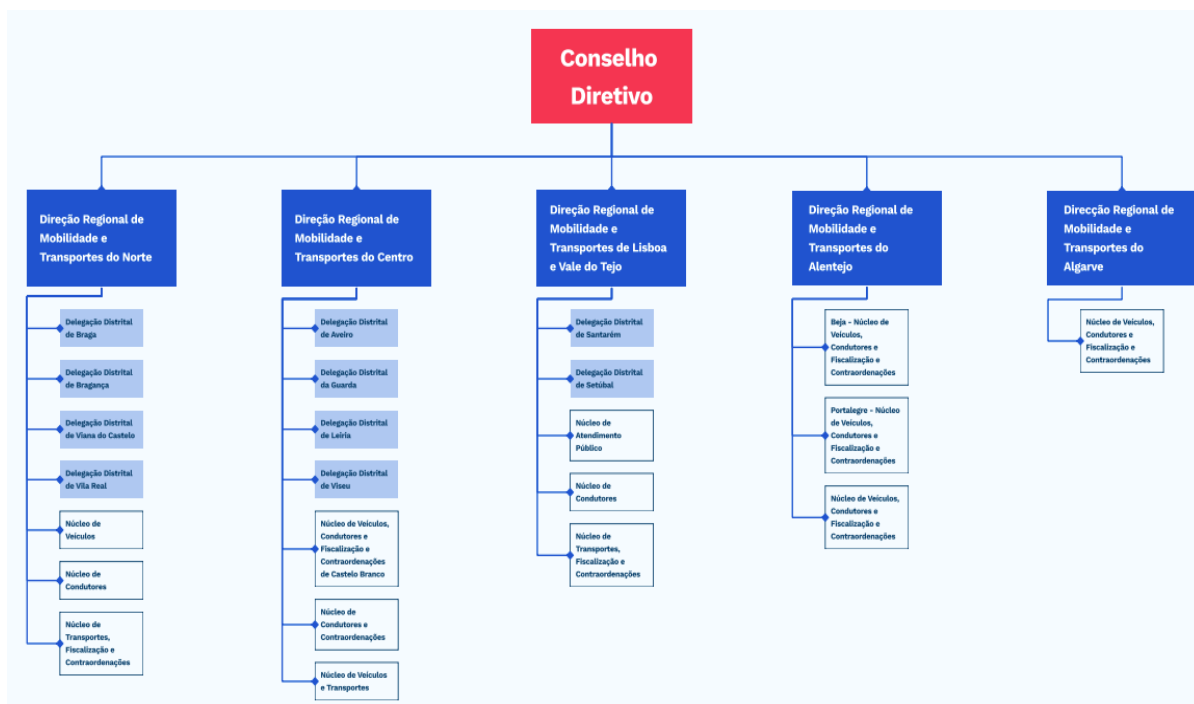 Conselho
Diretivo
Direção Regional de
Mobilidade e
Transportes do Norte
Delegação Distrital
de Braga
Delegação Distrital
de Bragança
Delegação Distrital
de Viana do Castelo
Delegação Distrital
de Vila Real
Núcleo de
Veículos
Núcleo de
Condutores
Núcleo de
Transportes,
Fiscalização e
Contraordenações
Direção Regional de
Mobilidade e
Transportes do Centro
Delegação Distrital
de Aveiro
Delegação Distrital
da Guarda
Delegação Distrital
de Leiria
Delegação Distrital
de Viseu
Núcleo de Veículos,
Condutores e
Fiscalização e
Contraordenações
de Castelo Branco
Núcleo de
Condutores e
Contraordenações
Núcleo de Veículos
e Transportes
Direção Regional de
Mobilidade e
Transportes de Lisboa
e Vale do Tejo
Delegação Distrital
de Santarém
Delegação Distrital
de Setúbal
Núcleo de
Atendimento
Público
Núcleo de
Condutores
Núcleo de
Transportes,
Fiscalização e
Contraordenações
Direção Regional de
Mobilidade e
Transportes do
Alentejo
Beja - Núcleo de
Veículos,
Condutores e
Fiscalização e
Contraordenações
Portalegre - Núcleo
de Veículos,
Condutores e
Fiscalização e
Contraordenações
Núcleo de Veículos,
Condutores e
Fiscalização e
Contraordenações
Direcção Regional de
Mobilidade e
Transportes do
Algarve
Núcleo de Veículos,
Condutores e
Fiscalização e
Contraordenações